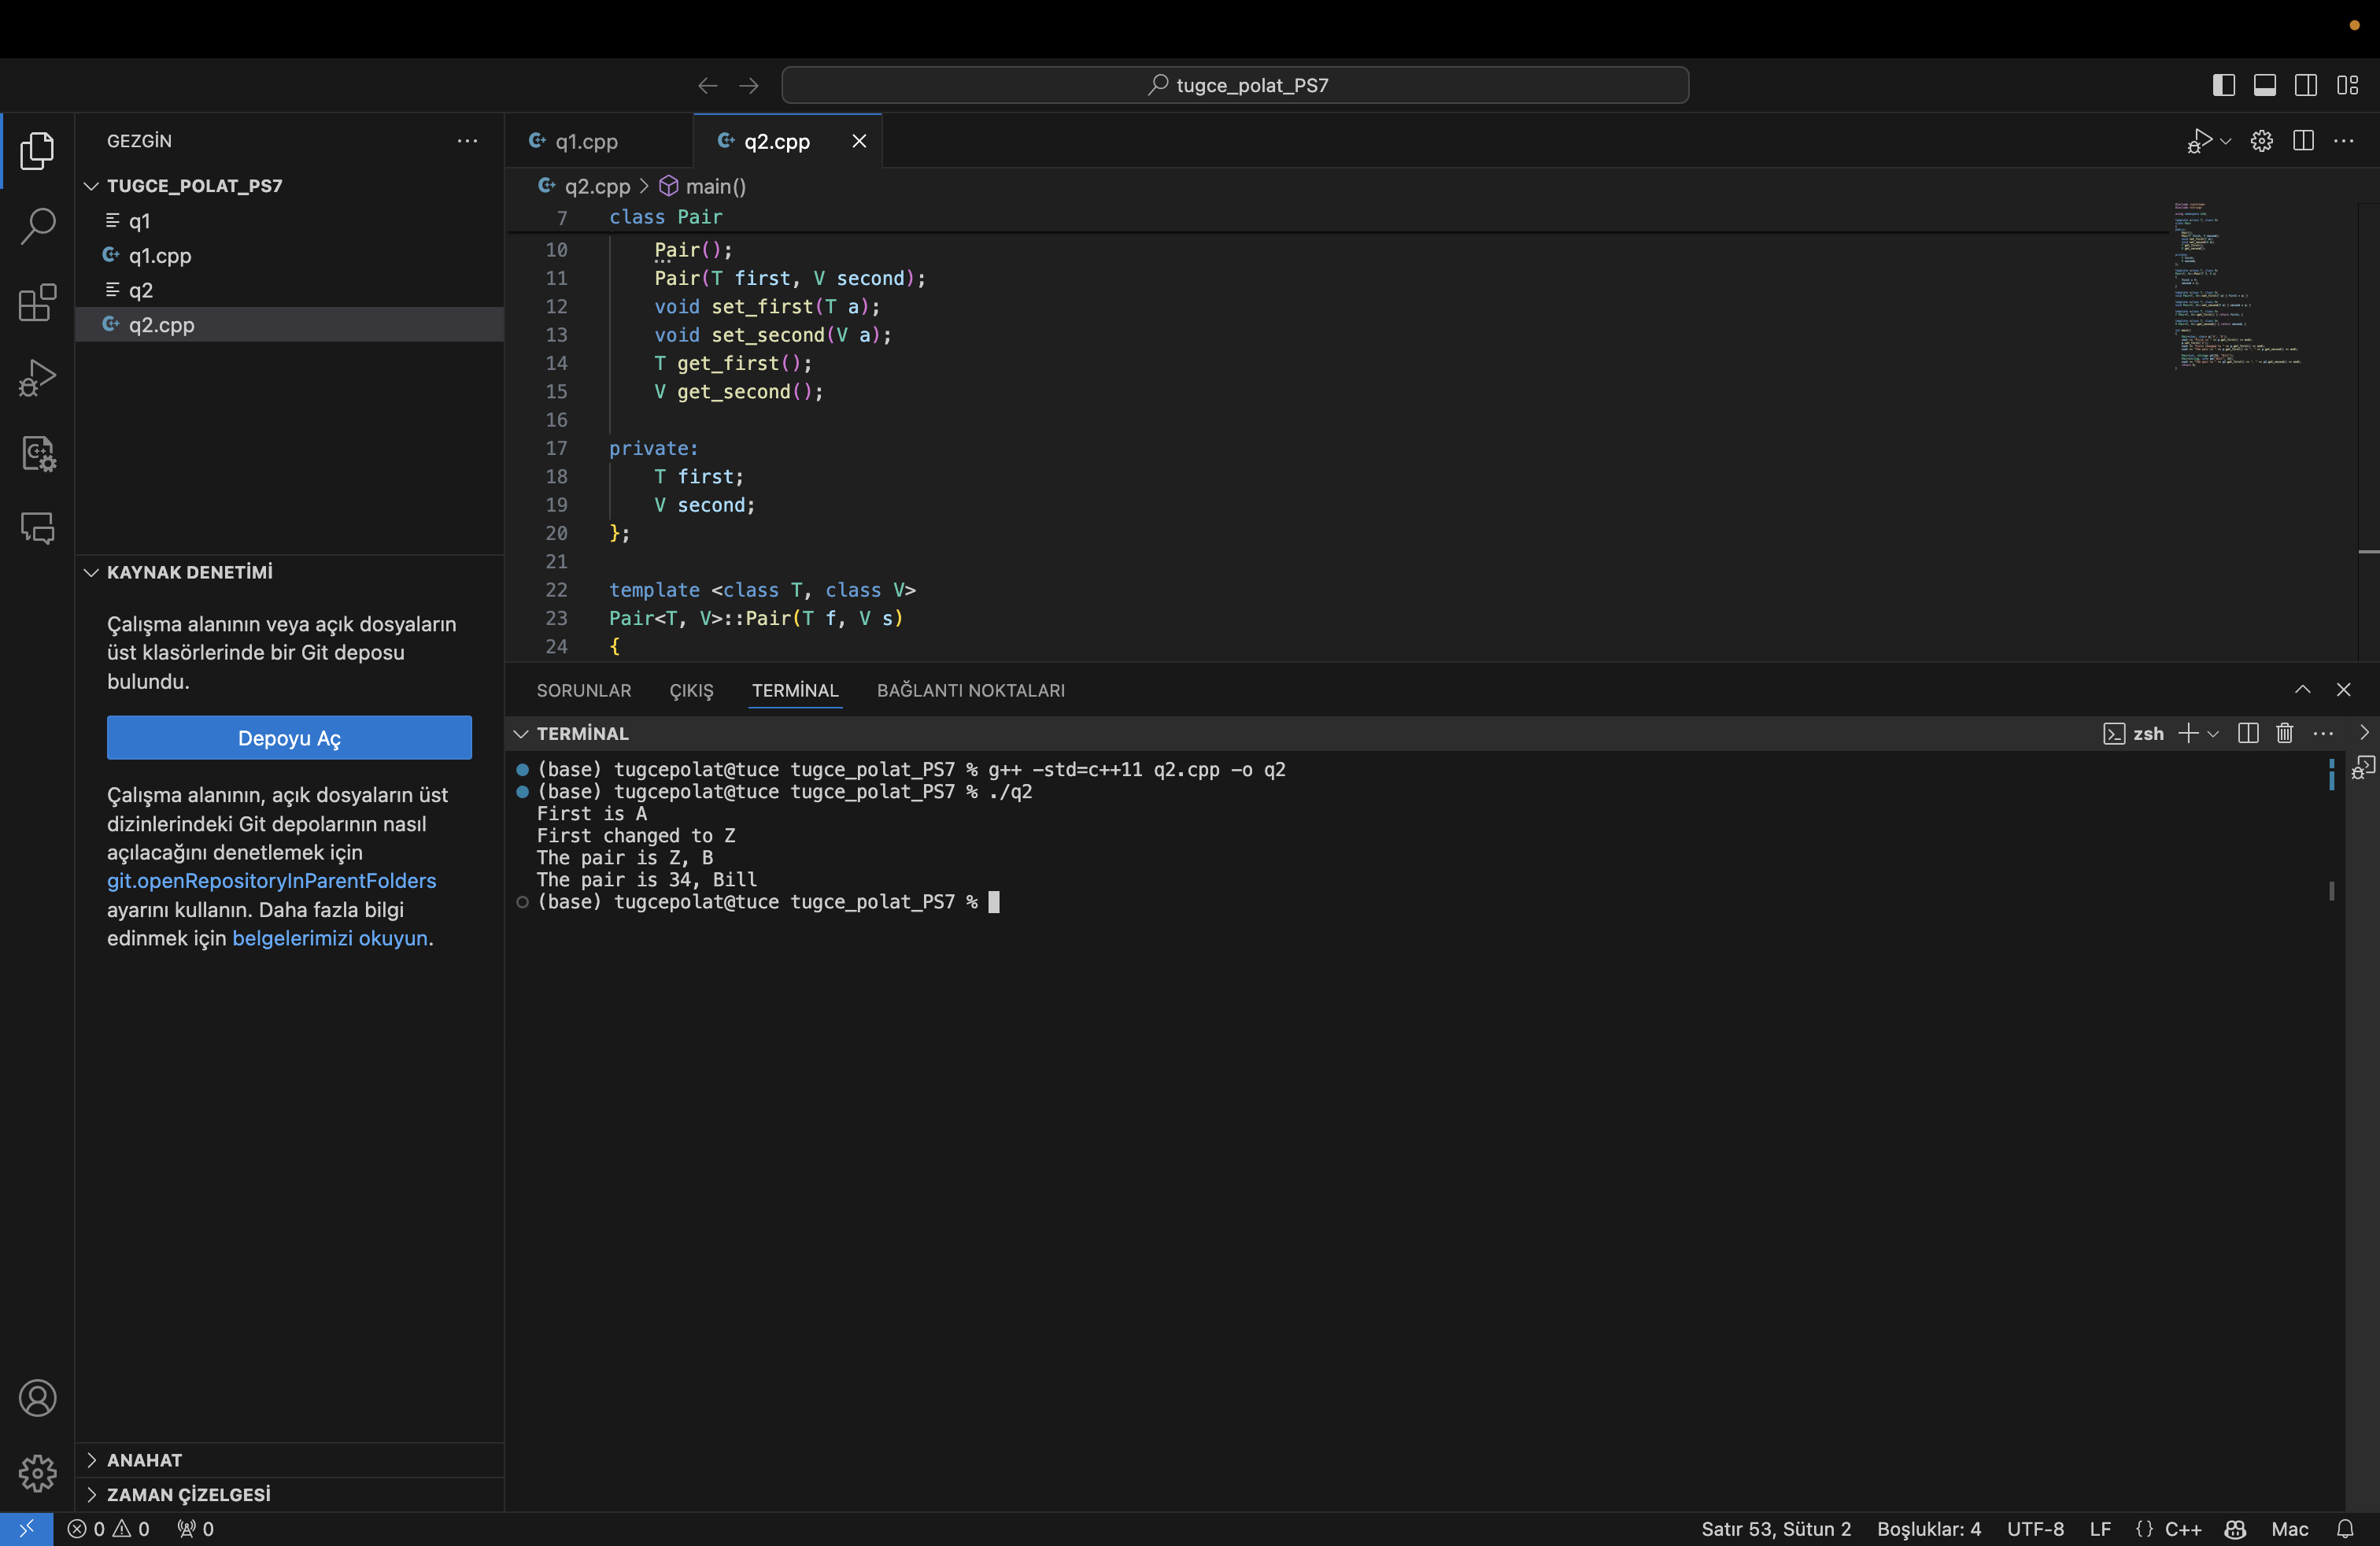 tugce_polat_PS7
GEZGİN
TUGCE_POLAT_PS7
q1
q1.cpp
q2
q2.cpp
KAYNAK DENETİMİ
Çalışma alanının veya açık dosyaların
üst klasörlerinde bir Git deposu
bulundu.
Depoyu Aç
Çalışma alanının, açık dosyaların üst
dizinlerindeki Git depolarının nasıl
açılacağını denetlemek için
git.openRepositoryInParentFolders
ayarını kullanın. Daha fazla bilgi
edinmek için belgelerimizi okuyun.
ANAHAT
ZAMAN ÇİZELGESİ
q1.cpp
q2.cpp
q2.cpp > main()
7 class Pair
10 Pair();
11 Pair(T first, V second);
12 void set_first(T a);
13 void set_second(V a);
14 T get_first();
15 V get_second();
16
17 private:
18 T first;
19 V second;
20 };
21
22 template <class T, class V>
23 Pair<T, V>::Pair(T f, V s)
24 {
SORUNLAR ÇIKIŞ TERMİNAL BAĞLANTI NOKTALARI
TERMİNAL
zsh
(base) tugcepolat@tuce tugce_polat_PS7 % g++ -std=c++11 q2.cpp -o q2
(base) tugcepolat@tuce tugce_polat_PS7 % ./q2
First is A
First changed to Z
The pair is Z, B
The pair is 34, Bill
(base) tugcepolat@tuce tugce_polat_PS7 %
0 0 0
Satır 53, Sütun 2 Boşluklar: 4 UTF-8 LF {} C++ Mac